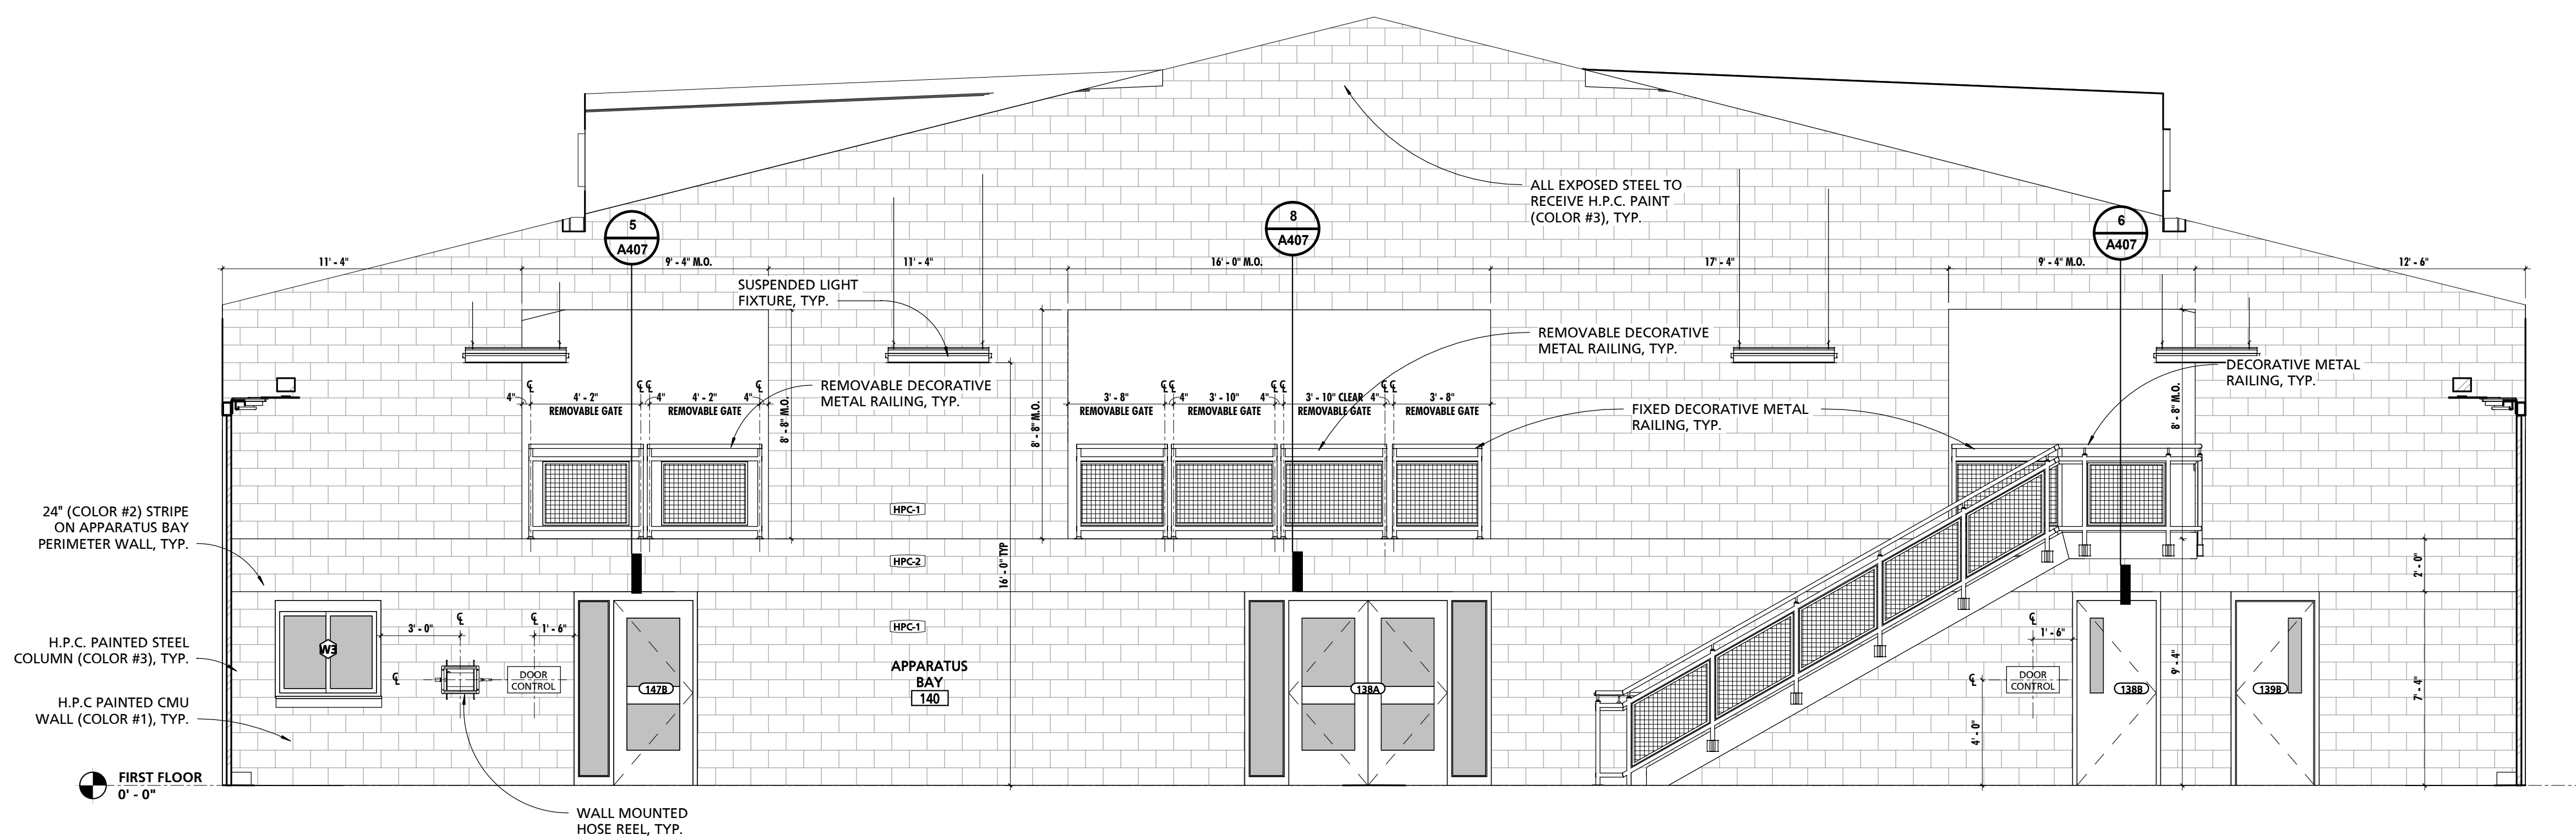 ALL EXPOSED STEEL TO
RECEIVE H.P.C. PAINT
(COLOR #3), TYP.
5
A407
8
A407
6
A407
11' - 4"
9' - 4" M.O.
11' - 4"
16' - 0" M.O.
17' - 4"
9' - 4" M.O.
12' - 6"
SUSPENDED LIGHT
FIXTURE, TYP.
REMOVABLE DECORATIVE
METAL RAILING, TYP.
DECORATIVE METAL
RAILING, TYP.
REMOVABLE DECORATIVE
METAL RAILING, TYP.
FIXED DECORATIVE METAL
RAILING, TYP.
℄ ℄ ℄ ℄
4" 4' - 2" 4" 4' - 2" 4"
REMOVABLE GATE REMOVABLE GATE
8' - 8" M.O.
8' - 8" M.O.
℄ ℄ ℄ ℄ ℄ ℄
3' - 8" 4" 3' - 10" 4" 3' - 10" CLEAR 4" 3' - 8"
REMOVABLE GATE REMOVABLE GATE REMOVABLE GATE REMOVABLE GATE
8' - 8" M.O.
24" (COLOR #2) STRIPE
ON APPARATUS BAY
PERIMETER WALL, TYP.
HPC-1
HPC-2
HPC-1
16' - 0" TYP
2' - 0"
H.P.C. PAINTED STEEL
COLUMN (COLOR #3), TYP.
H.P.C PAINTED CMU
WALL (COLOR #1), TYP.
W3
3' - 0"
℄
℄
1' - 6"
℄
DOOR
CONTROL
147B
APPARATUS
BAY
140
138A
℄
1' - 6"
℄
DOOR
CONTROL
4' - 0"
138B
9' - 4"
139B
7' - 4"
FIRST FLOOR
0' - 0"
WALL MOUNTED
HOSE REEL, TYP.